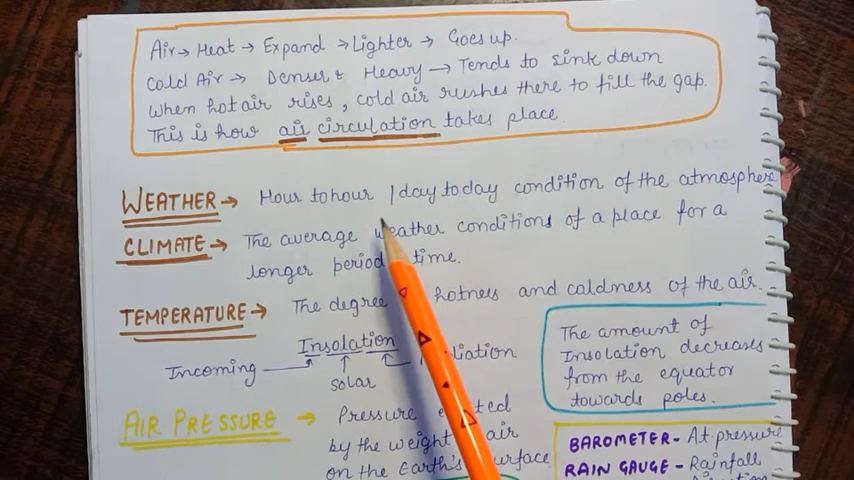 Air → Heat → Expand → Lighter → Goes up.
Cold Air → Denser & Heavy → Tends to sink down
When hot air rises, cold air rushes there to fill the gap.
This is how air circulation takes place.
WEATHER → Hour to hour / day to day condition of the atmosphere
CLIMATE → The average weather conditions of a place for a
longer period time.
TEMPERATURE → The degree hotness and coldness of the air.
Insolation
Incoming
solar
The amount of
Insolation decreases
from the equator
towards poles.
AIR PRESSURE → Pressure
by the weight air
on the Earth's surface
BAROMETER - At pressure
RAIN GAUGE - Rainfall